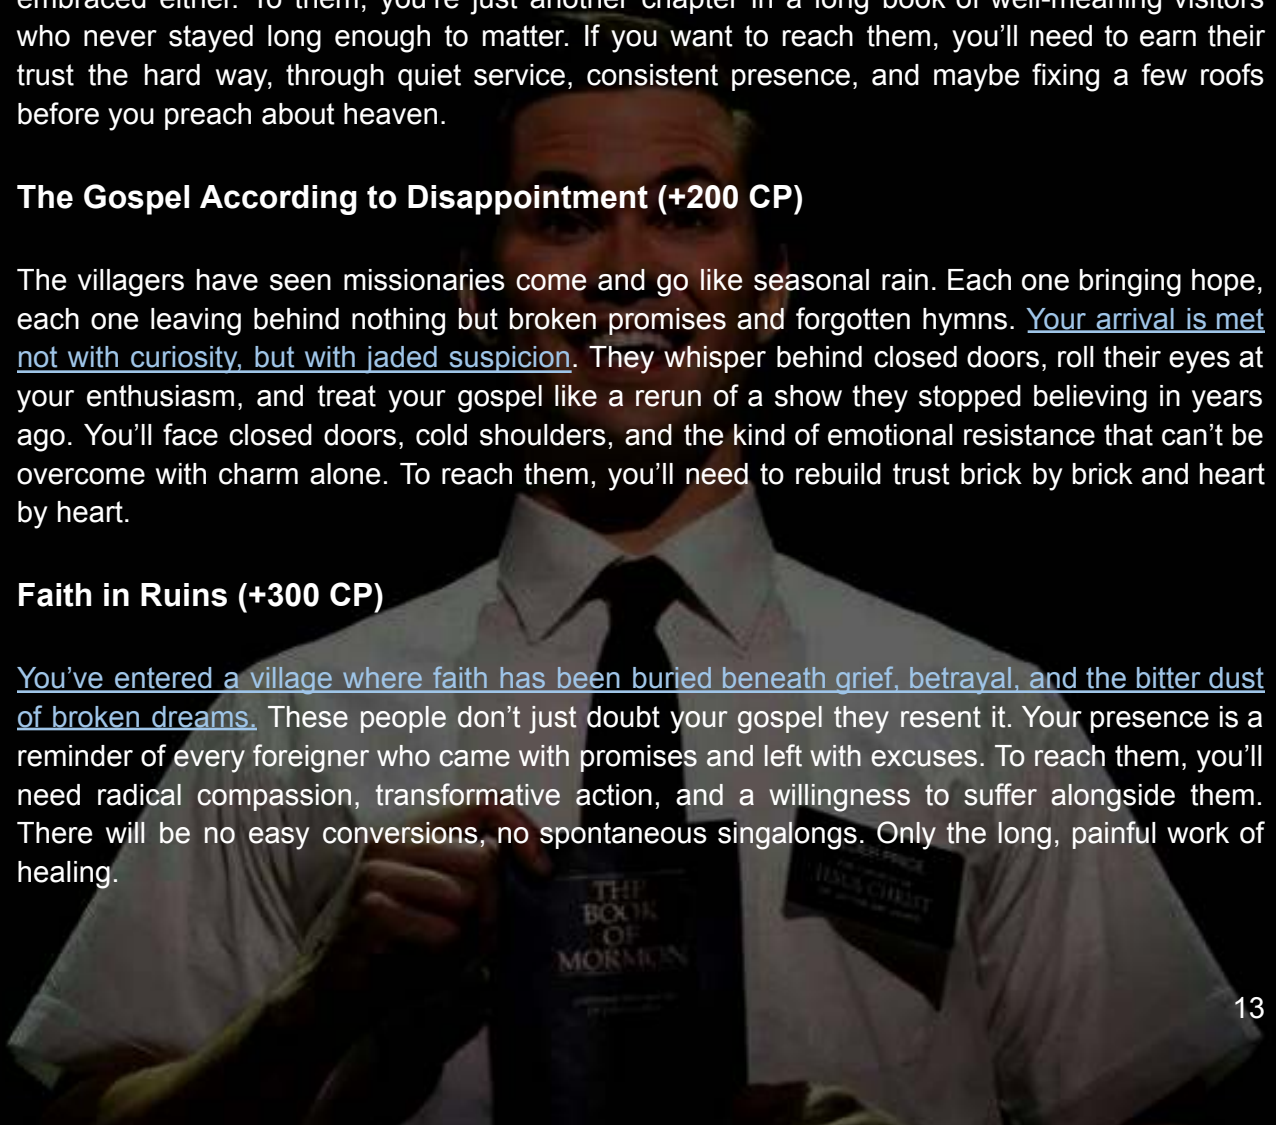 embraced either. To them, you're just another chapter in a long book of well-meaning visitors
who never stayed long enough to matter. If you want to reach them, you'll need to earn their
trust the hard way, through quiet service, consistent presence, and maybe fixing a few roofs
before you preach about heaven.
The Gospel According to Disappointment (+200 CP)
The villagers have seen missionaries come and go like seasonal rain. Each one bringing hope,
each one leaving behind nothing but broken promises and forgotten hymns. Your arrival is met
not with curiosity, but with jaded suspicion. They whisper behind closed doors, roll their eyes at
your enthusiasm, and treat your gospel like a rerun of a show they stopped believing in years
ago. You'll face closed doors, cold shoulders, and the kind of emotional resistance that can't be
overcome with charm alone. To reach them, you'll need to rebuild trust brick by brick and heart
by heart.
Faith in Ruins (+300 CP)
You've entered a village where faith has been buried beneath grief, betrayal, and the bitter dust
of broken dreams. These people don't just doubt your gospel they resent it. Your presence is a
reminder of every foreigner who came with promises and left with excuses. To reach them, you'll
need radical compassion, transformative action, and a willingness to suffer alongside them.
There will be no easy conversions, no spontaneous singalongs. Only the long, painful work of
healing.
THE
BOOK
OF
MORMON
JESUS CHRIST
13